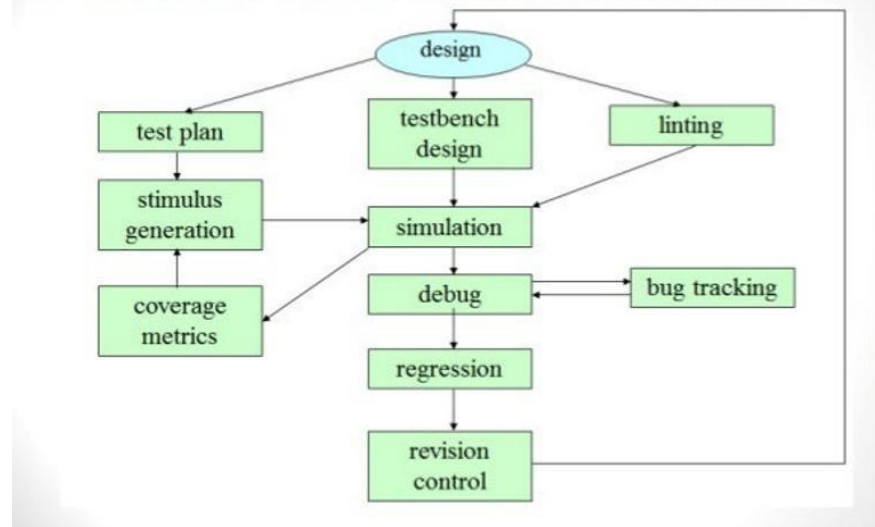 design
test plan
testbench
design
linting
stimulus
generation
simulation
coverage
metrics
debug
bug tracking
regression
revision
control